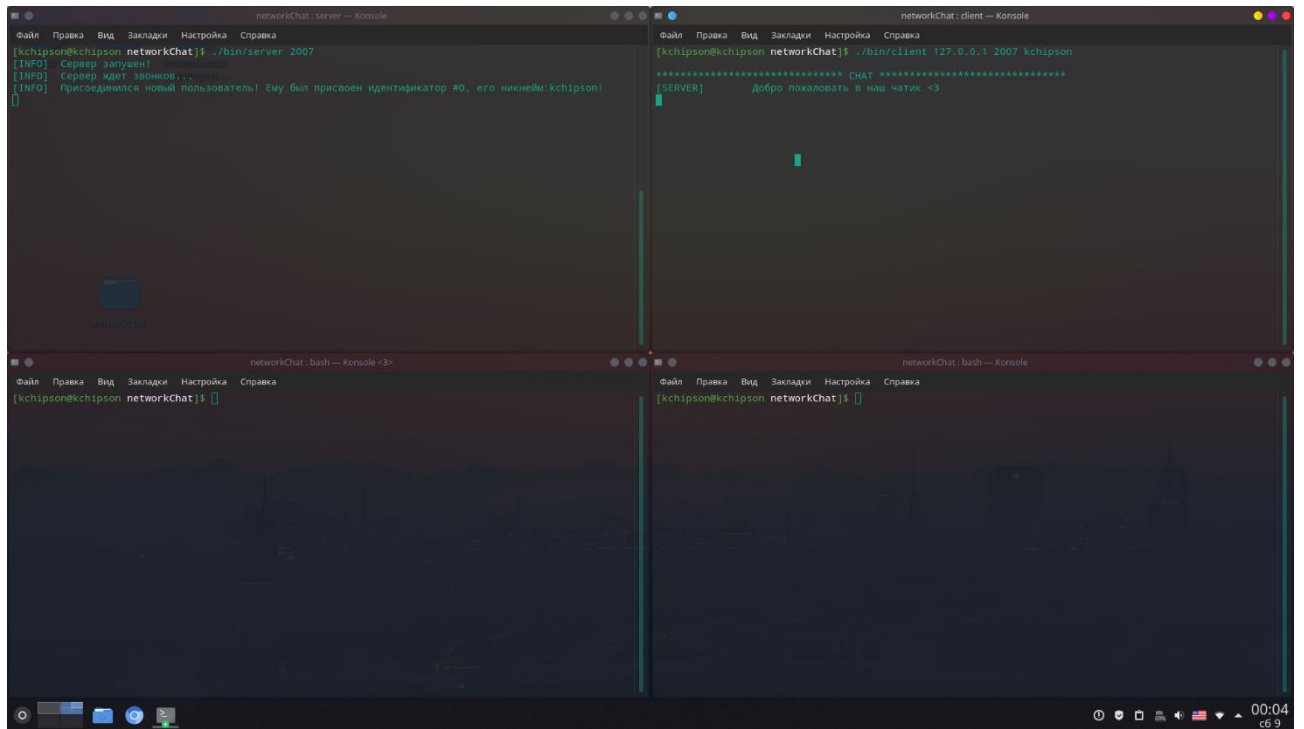 networkChat : server — Konsole
Файл Правка Вид Закладки Настройка Справка
[kchipson@kchipson networkChat]$ ./bin/server 2007
[INFO] Сервер запушен!
[INFO] Сервер ждет звонков...
[INFO] Присоединился новый пользователь! Ему был присвоен идентификатор #0, его никнейм:kchipson!
networkChat : client — Konsole
Файл Правка Вид Закладки Настройка Справка
[kchipson@kchipson networkChat]$ ./bin/client 127.0.0.1 2007 kchipson
******************************* CHAT *******************************
[SERVER] Добро пожаловать в наш чатик <3
networkChat : bash — Konsole <3>
Файл Правка Вид Закладки Настройка Справка
[kchipson@kchipson networkChat]$
networkChat : bash — Konsole
Файл Правка Вид Закладки Настройка Справка
[kchipson@kchipson networkChat]$
00:04
сб 9